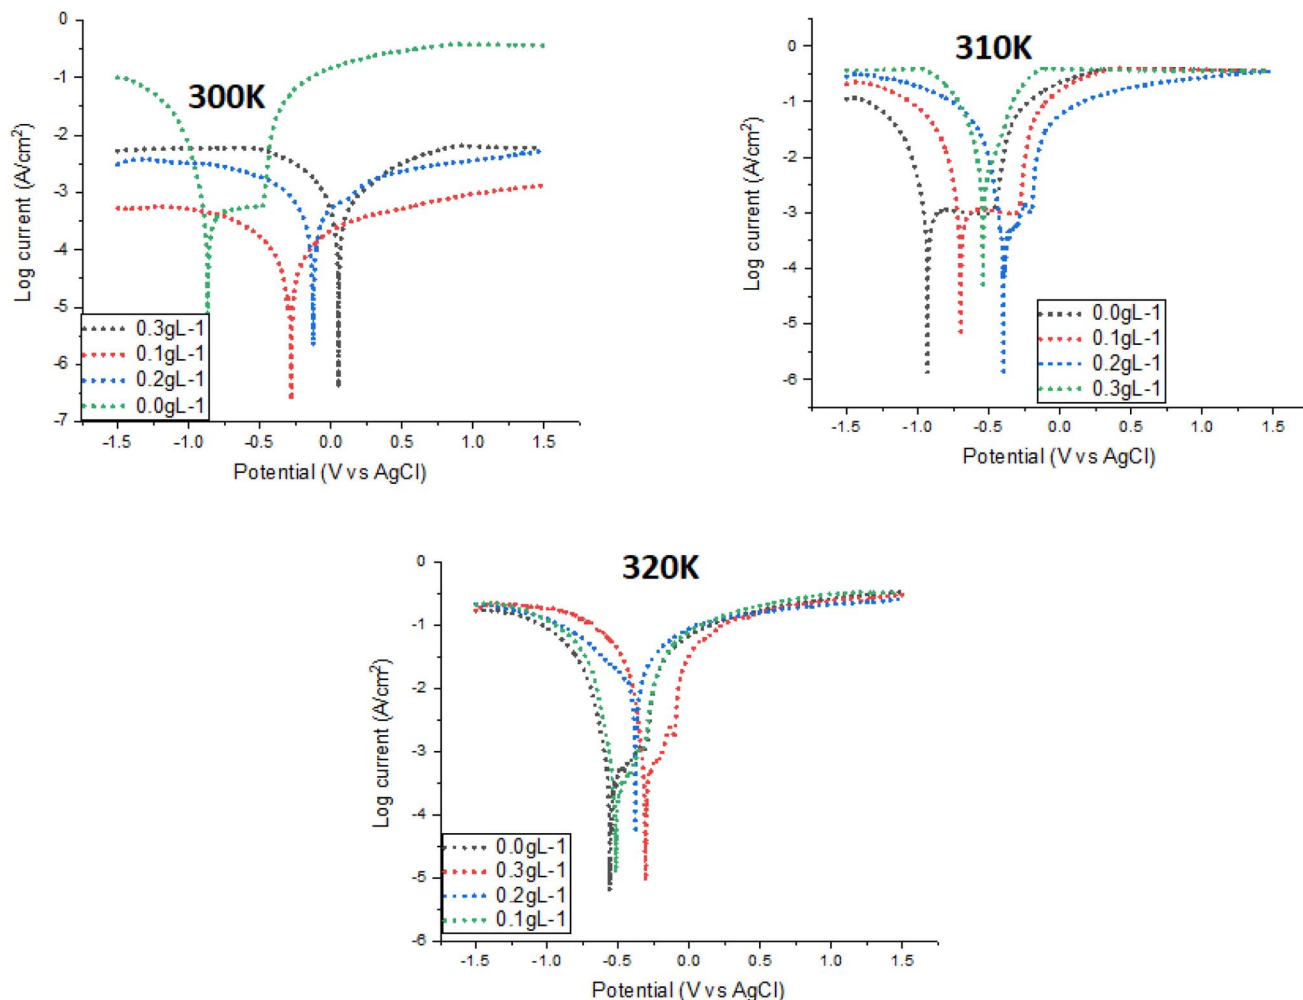 300K
Log current (A/cm²)
0
-1
-2
-3
-4
-5
-6
-7
0.3gL-1
0.1gL-1
0.2gL-1
0.0gL-1
-1.5 -1.0 -0.5 0.0 0.5 1.0 1.5
Potential (V vs AgCl)
310K
Log current (A/cm²)
0
-1
-2
-3
-4
-5
-6
0.0gL-1
0.1gL-1
0.2gL-1
0.3gL-1
-1.5 -1.0 -0.5 0.0 0.5 1.0 1.5
Potential (V vs AgCl)
320K
Log current (A/cm²)
0
-1
-2
-3
-4
-5
-6
0.0gL-1
0.3gL-1
0.2gL-1
0.1gL-1
-1.5 -1.0 -0.5 0.0 0.5 1.0 1.5
Potential (V vs AgCl)